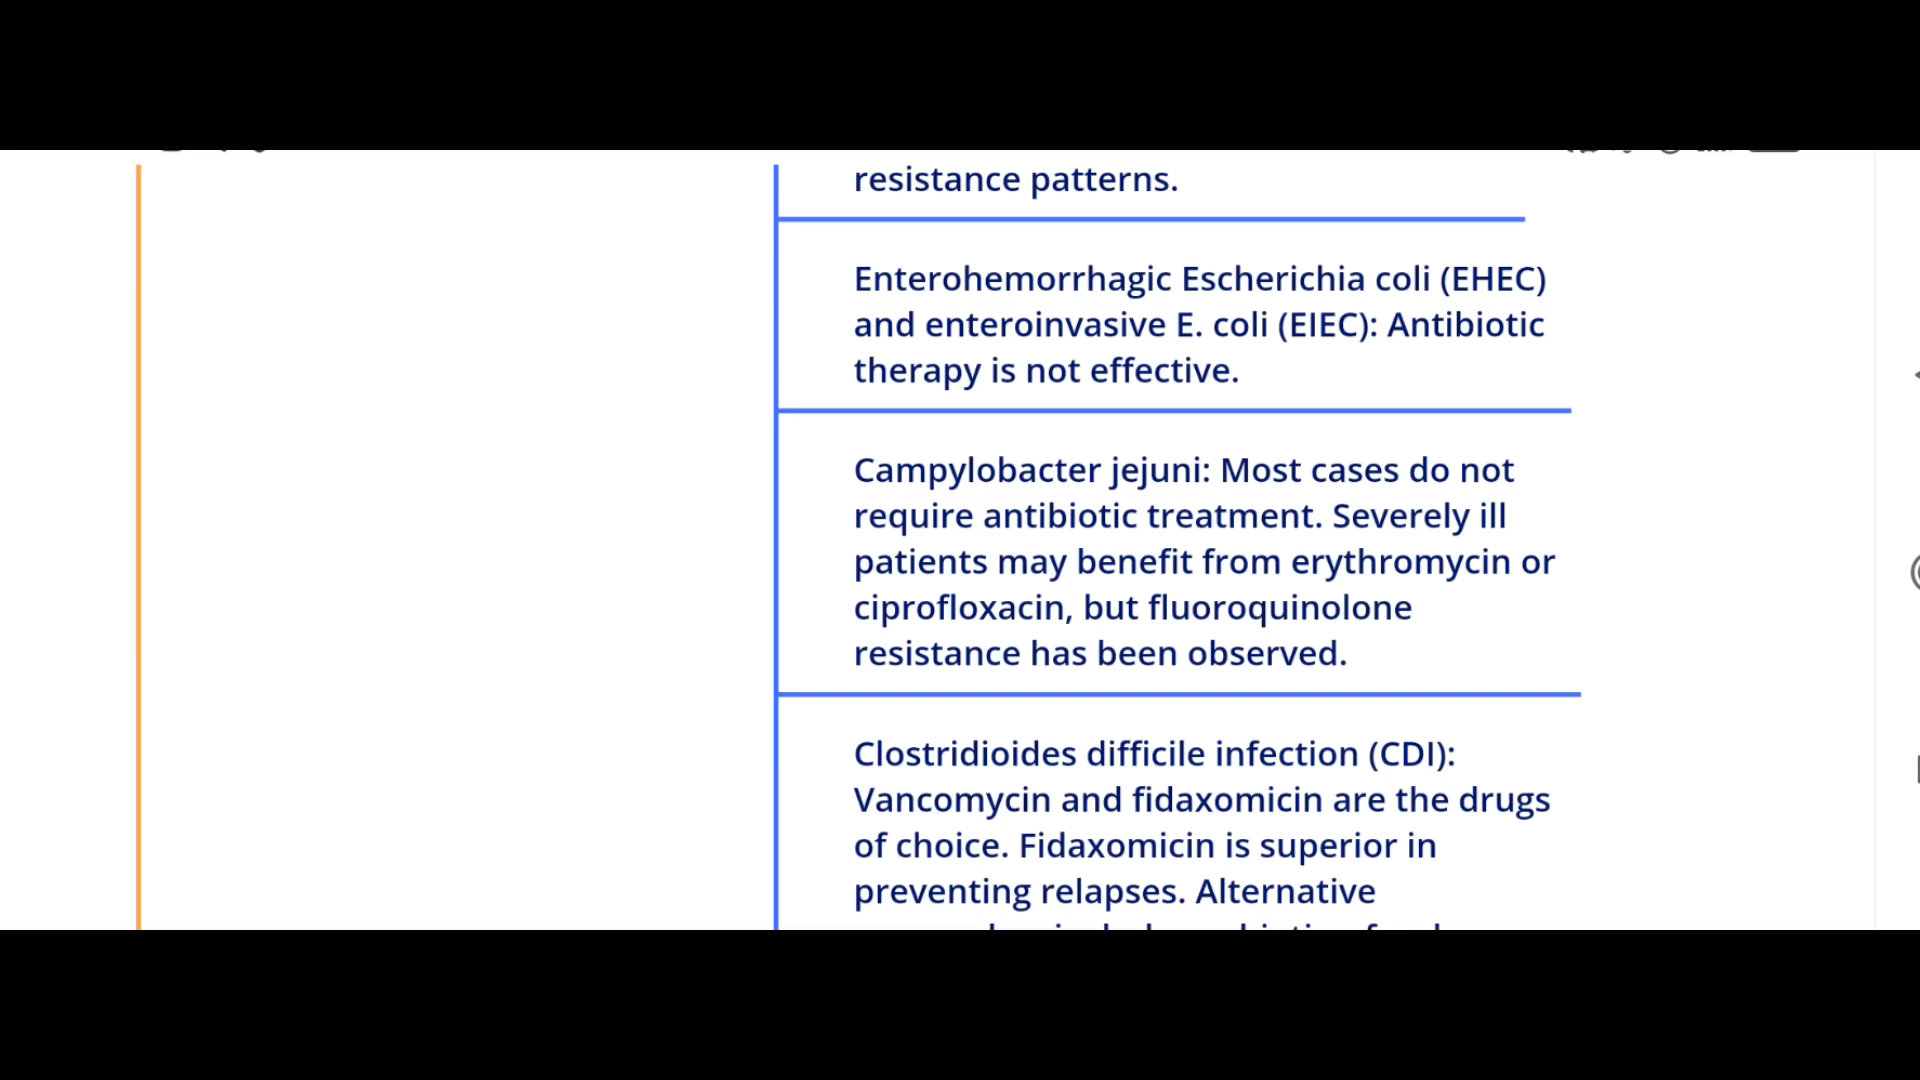 resistance patterns.
Enterohemorrhagic Escherichia coli (EHEC)
and enteroinvasive E. coli (EIEC): Antibiotic
therapy is not effective.
Campylobacter jejuni: Most cases do not
require antibiotic treatment. Severely ill
patients may benefit from erythromycin or
ciprofloxacin, but fluoroquinolone
resistance has been observed.
Clostridioides difficile infection (CDI):
Vancomycin and fidaxomicin are the drugs
of choice. Fidaxomicin is superior in
preventing relapses. Alternative